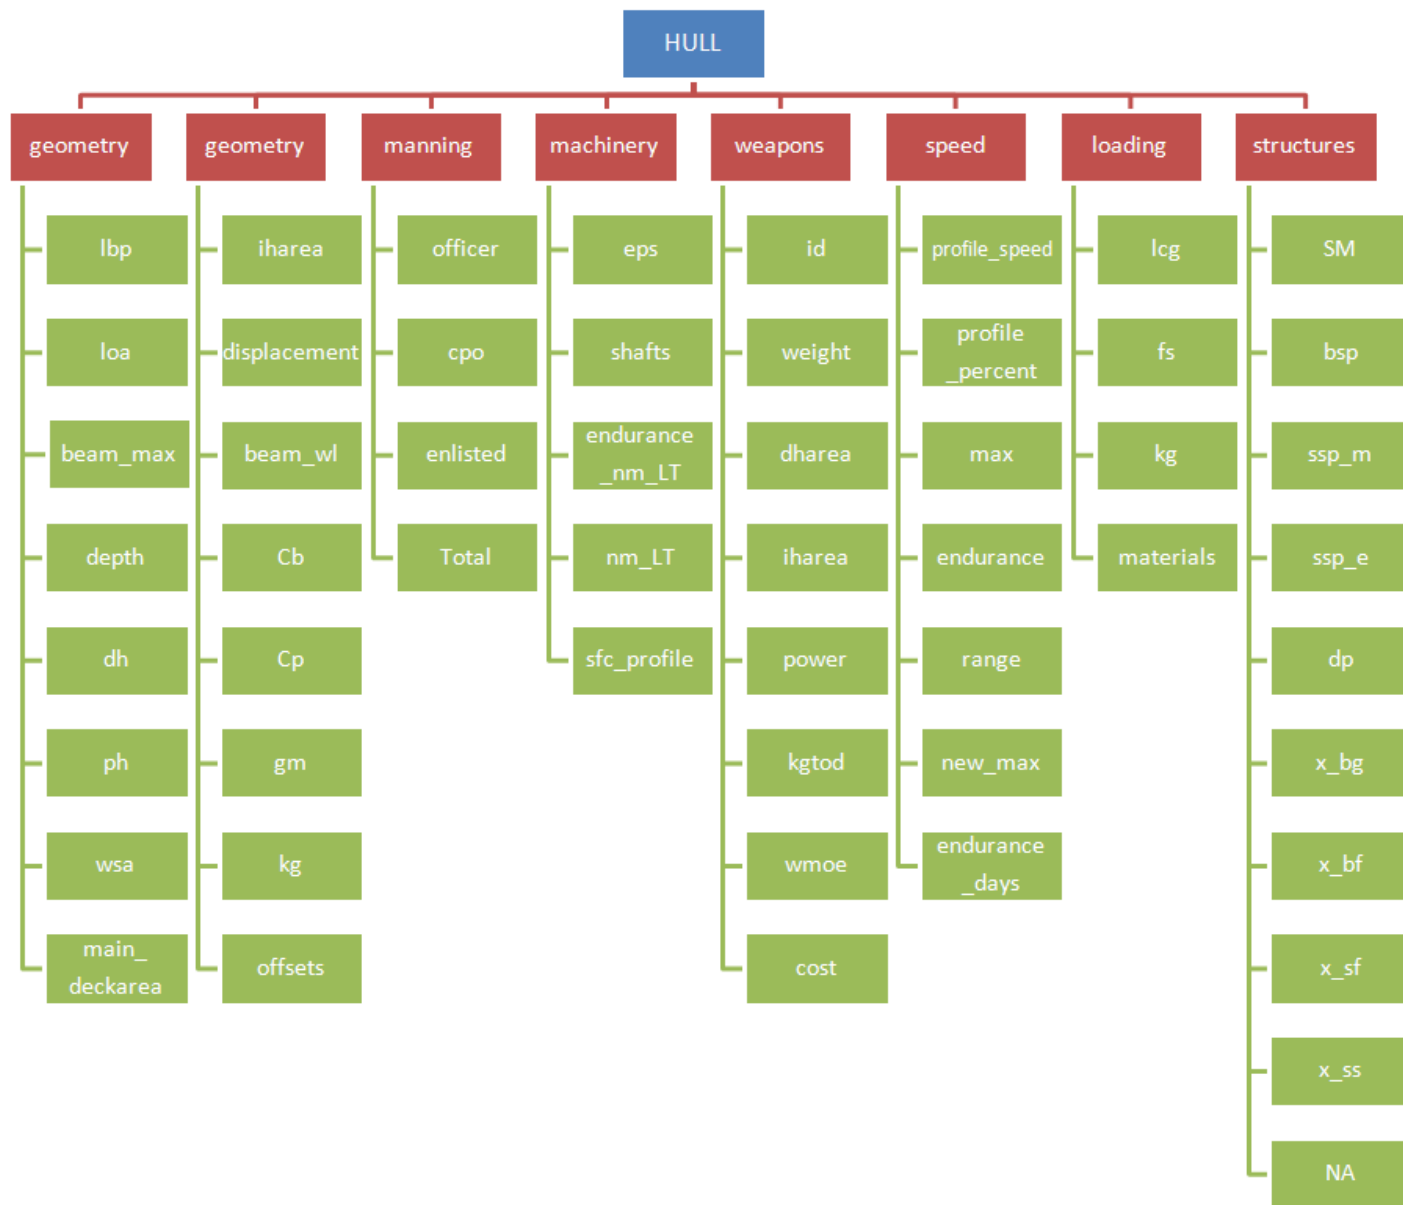 HULL
geometry
geometry
manning
machinery
weapons
speed
loading
structures
lbp
iharea
officer
eps
id
profile_speed
lcg
SM
loa
displacement
cpo
shafts
weight
profile
_percent
fs
bsp
beam_max
beam_wl
enlisted
endurance
_nm_LT
dharea
max
kg
ssp_m
depth
Cb
Total
nm_LT
iharea
endurance
materials
ssp_e
dh
Cp
sfc_profile
power
range
dp
ph
gm
kgtod
new_max
x_bg
wsa
kg
wmoe
endurance
_days
x_bf
main_
deckarea
offsets
cost
x_sf
x_ss
NA